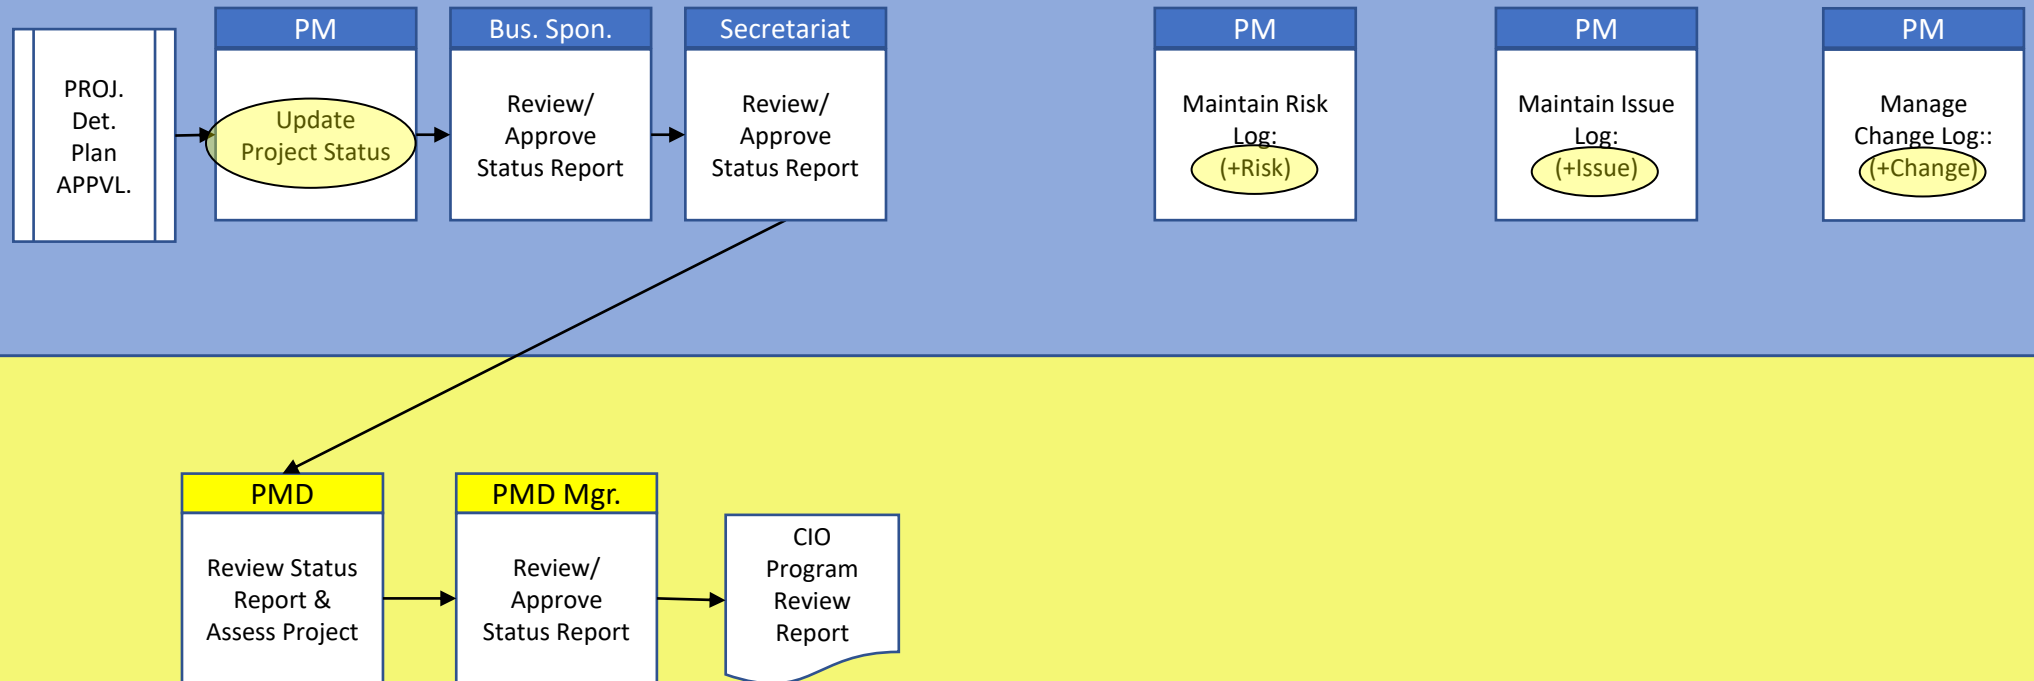 PROJ.
Det.
Plan
APPVL.
PM
Update
Project Status
Bus. Spon.
Review/
Approve
Status Report
Secretariat
Review/
Approve
Status Report
PM
Maintain Risk
Log:
(+Risk)
PM
Maintain Issue
Log:
(+Issue)
PM
Manage
Change Log::
(+Change)
PMD
Review Status
Report &
Assess Project
PMD Mgr.
Review/
Approve
Status Report
CIO
Program
Review
Report